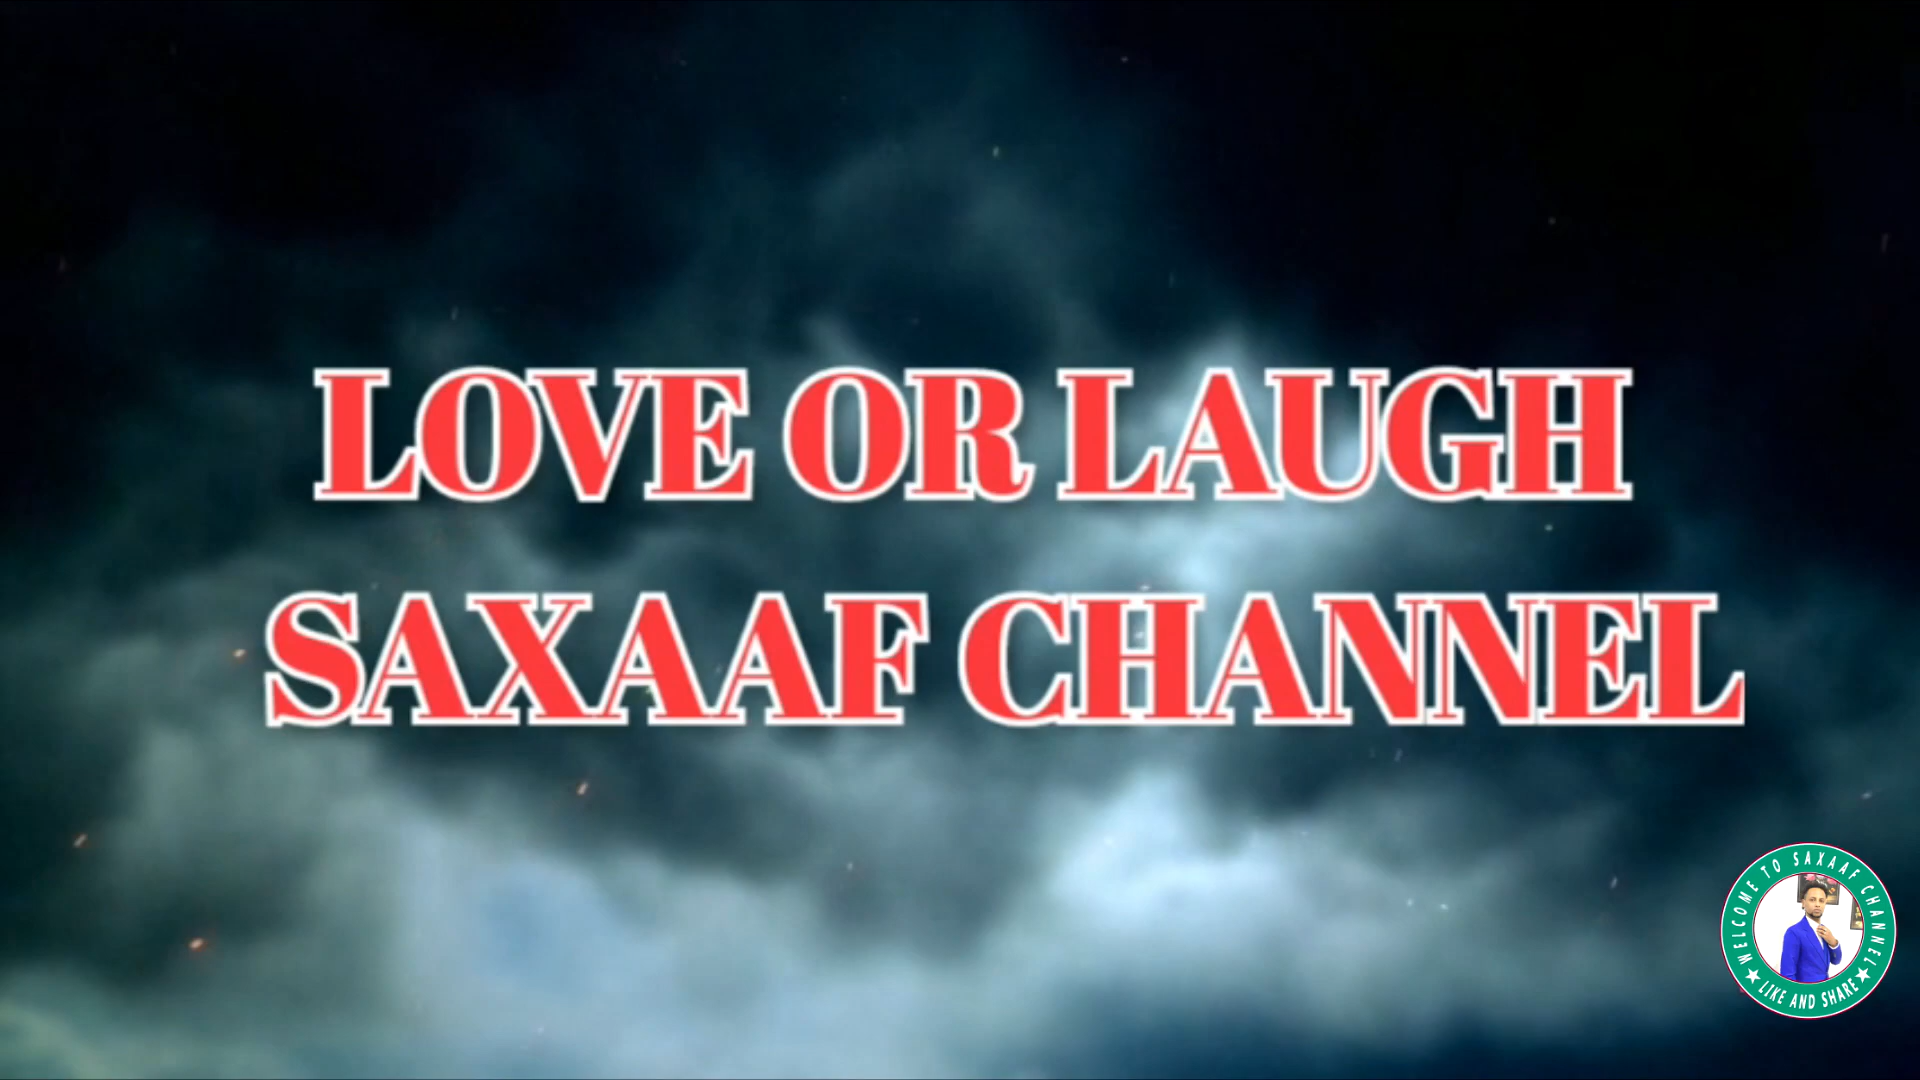 LOVE OR LAUGH
SAXAAF CHANNEL
WELCOME TO SAXAAF CHANNEL
LIKE AND SHARE